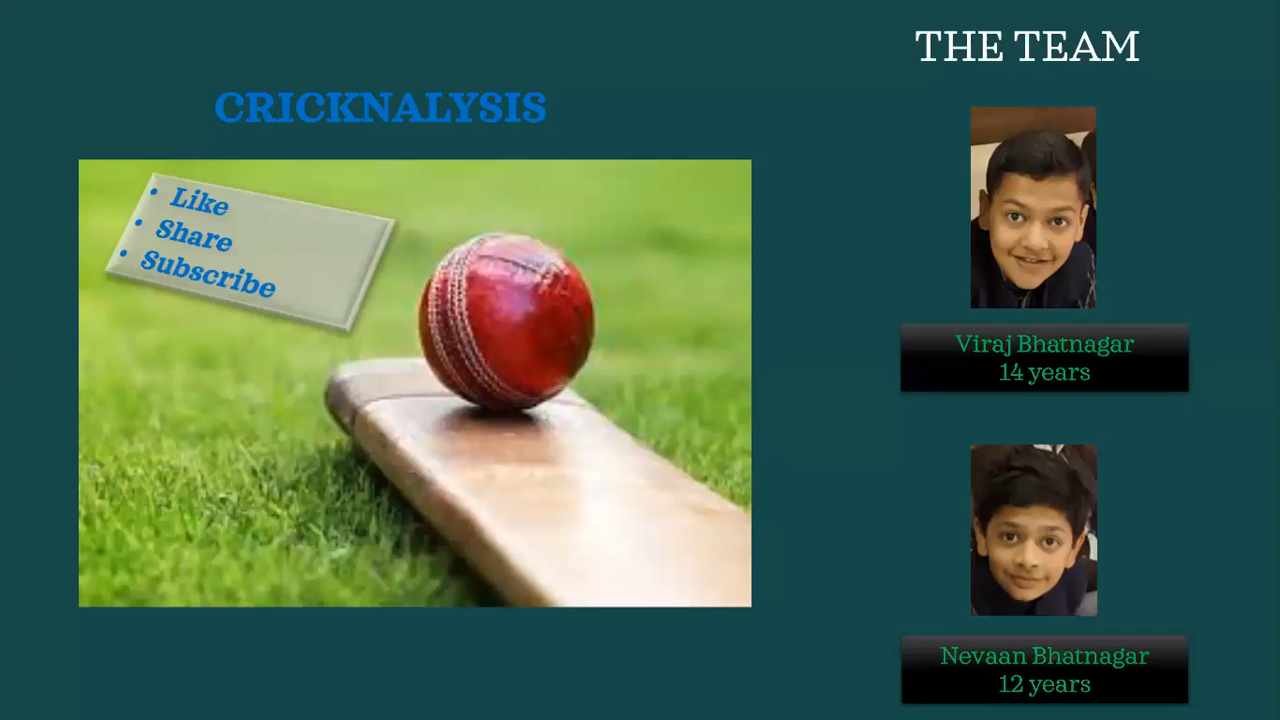 THE TEAM
CRICKNALYSIS
• Like
• Share
• Subscribe
Viraj Bhatnagar
14 years
Nevaan Bhatnagar
12 years